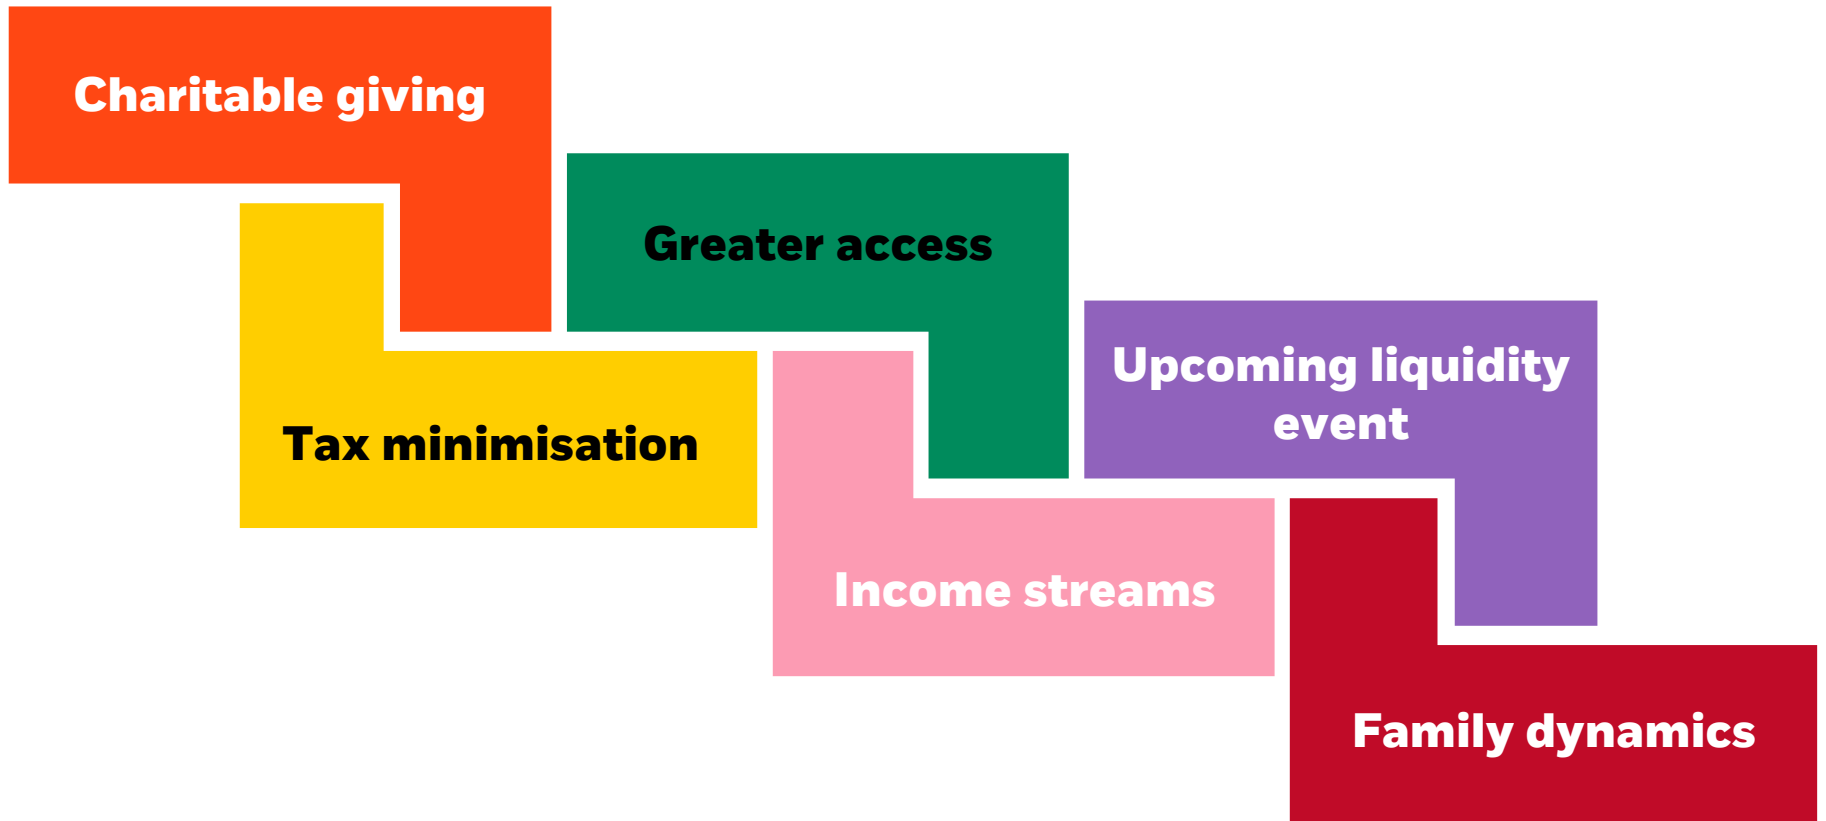 Charitable giving
Greater access
Upcoming liquidity
event
Tax minimisation
Income streams
Family dynamics